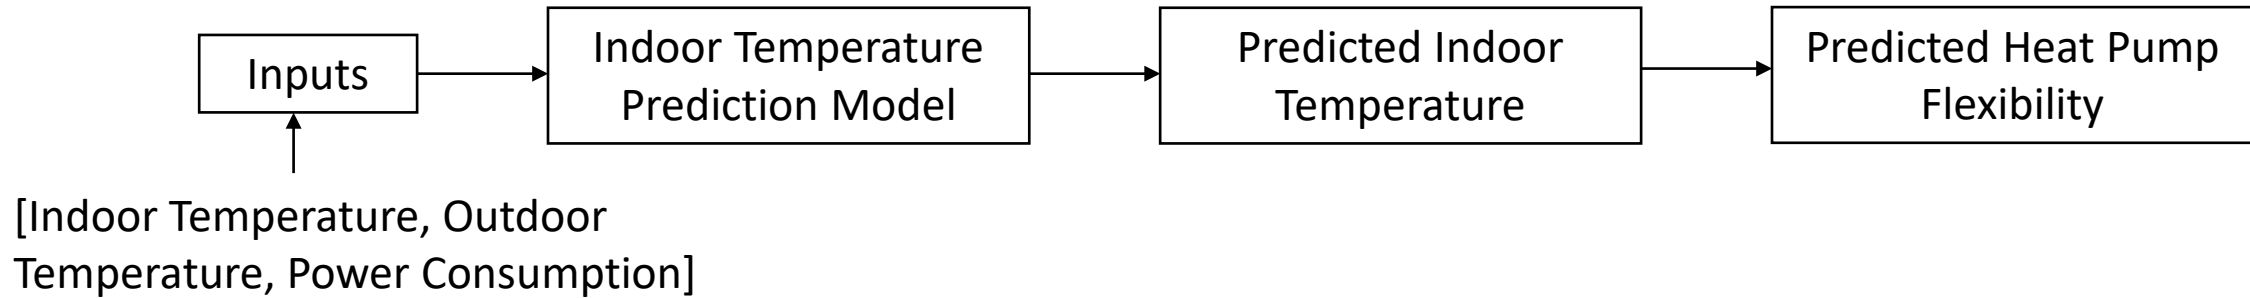 Inputs
Indoor Temperature
Prediction Model
Predicted Indoor
Temperature
Predicted Heat Pump
Flexibility
[Indoor Temperature, Outdoor
Temperature, Power Consumption]